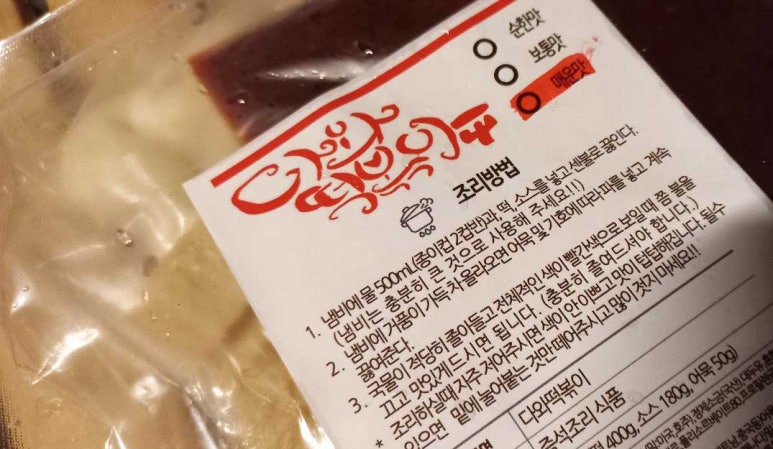 순한맛
보통맛
매운맛
떡볶이
조리방법
1. 냄비에 물 500mL(종이컵 2컵반)과, 떡, 소스를 넣고 센불로 끓인다.
(냄비는 충분히 큰 것으로 사용해 주세요!!)
2. 냄비에 거품이 가득차 올라오면 어묵 및 기호에 따라 파를 넣고 계속
끓여준다.
3. 국물이 적당히 졸아들고 전체적인 색이 빨간색으로 보일때 쯤 불을
끄고 맛있게 드시면 됩니다. (충분히 졸여 드셔야 합니다.)
* 조리하실때 자주 저어주시면 색이 안 이쁘고 맛이 텁텁해집니다. 될수
있으면 밑에 눌어붙는 것만 떼어주시고 많이 젓지 마세요!!
다와떡볶이
즉석조리 식품
400g, 소스 180g, 어묵 50g)